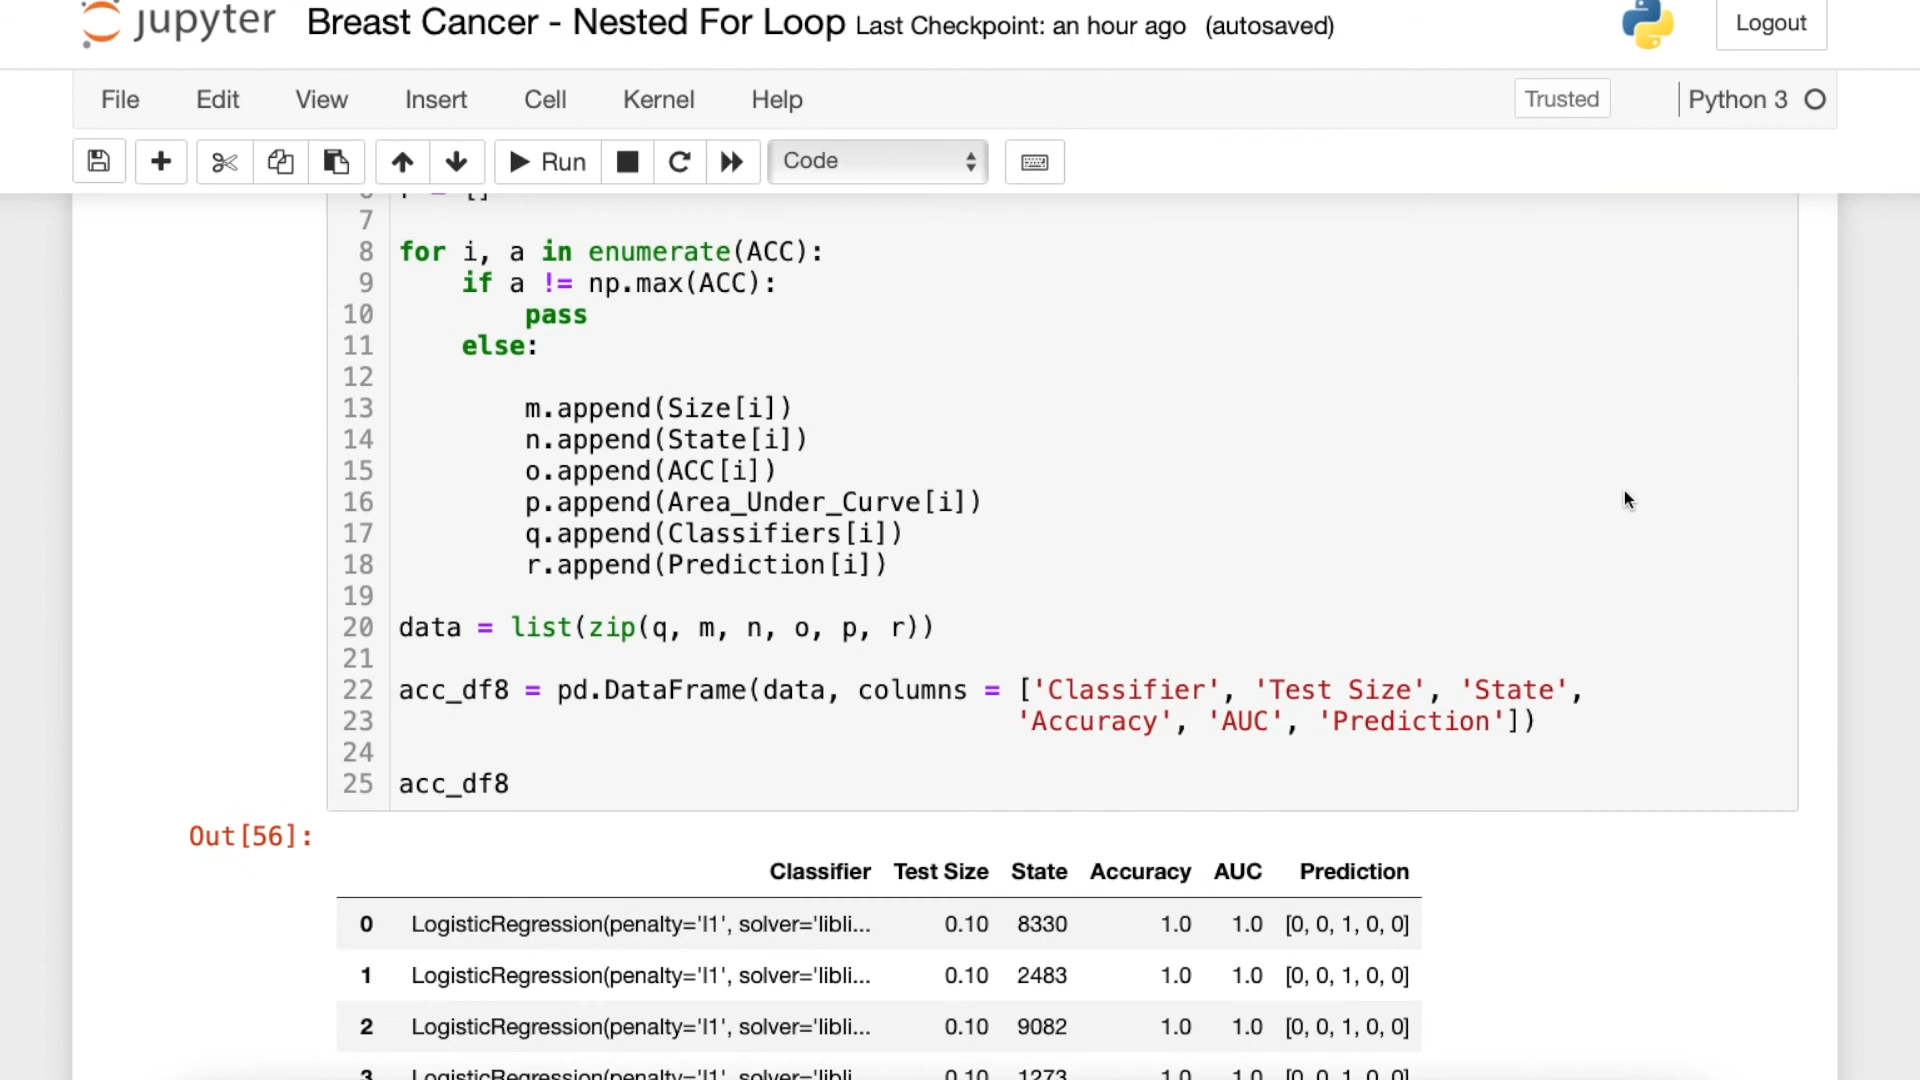 jupyter Breast Cancer - Nested For Loop Last Checkpoint: an hour ago (autosaved) Logout
File Edit View Insert Cell Kernel Help Trusted Python 3
Run Code
7
8 for i, a in enumerate(ACC):
9 if a != np.max(ACC):
10 pass
11 else:
12
13 m.append(Size[i])
14 n.append(State[i])
15 o.append(ACC[i])
16 p.append(Area_Under_Curve[i])
17 q.append(Classifiers[i])
18 r.append(Prediction[i])
19
20 data = list(zip(q, m, n, o, p, r))
21
22 acc_df8 = pd.DataFrame(data, columns = ['Classifier', 'Test Size', 'State',
23 'Accuracy', 'AUC', 'Prediction'])
24
25 acc_df8
Out[56]:
Classifier Test Size State Accuracy AUC Prediction
0 LogisticRegression(penalty='l1', solver='libli... 0.10 8330 1.0 1.0 [0, 0, 1, 0, 0]
1 LogisticRegression(penalty='l1', solver='libli... 0.10 2483 1.0 1.0 [0, 0, 1, 0, 0]
2 LogisticRegression(penalty='l1', solver='libli... 0.10 9082 1.0 1.0 [0, 0, 1, 0, 0]
3 LogisticRegression(penalty='l1', solver='libli... 0.10 1273 1.0 1.0 [0, 0, 1, 0, 0]